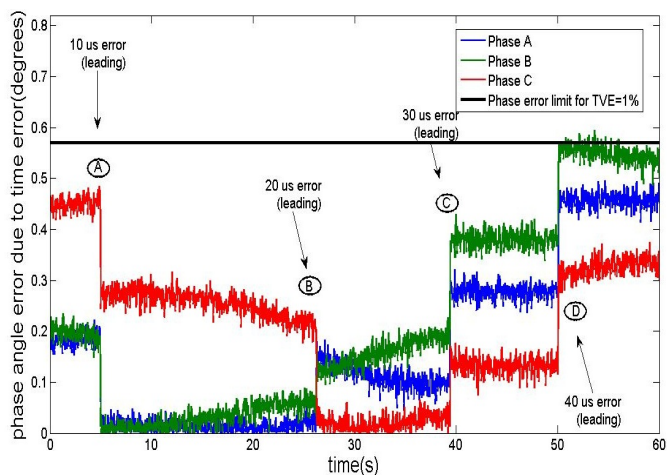 10 us error
(leading)
A
20 us error
(leading)
B
30 us error
(leading)
C
D
40 us error
(leading)
Phase A
Phase B
Phase C
Phase error limit for TVE=1%
phase angle error due to time error(degrees)
0.8
0.7
0.6
0.5
0.4
0.3
0.2
0.1
0
0
10
20
30
40
50
60
time(s)